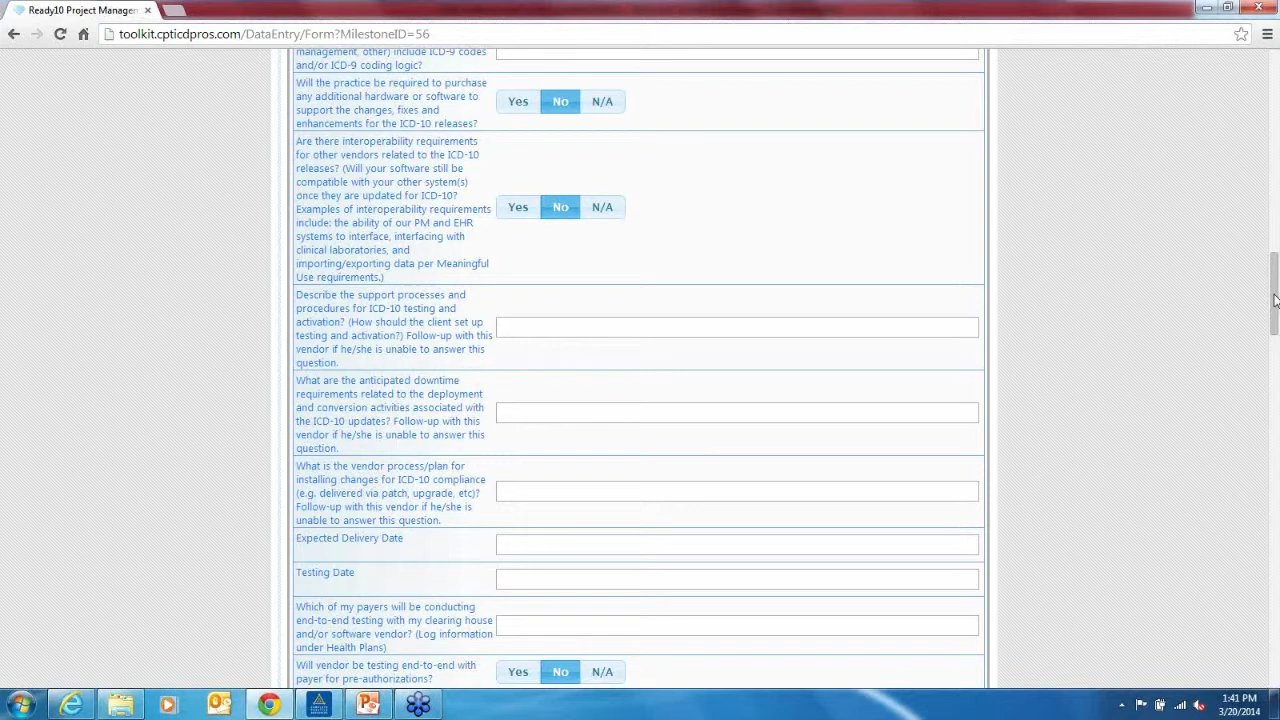 Ready10 Project Managem
toolkit.cpticdpros.com/DataEntry/Form?MilestoneID=56
management, other) include ICD-9 codes
and/or ICD-9 coding logic?
Will the practice be required to purchase
any additional hardware or software to
support the changes, fixes and
enhancements for the ICD-10 releases?
Yes No N/A
Are there interoperability requirements
for other vendors related to the ICD-10
releases? (Will your software still be
compatible with your other system(s)
once they are updated for ICD-10?
Examples of interoperability requirements
include: the ability of our PM and EHR
systems to interface, interfacing with
clinical laboratories, and
importing/exporting data per Meaningful
Use requirements.)
Yes No N/A
Describe the support processes and
procedures for ICD-10 testing and
activation? (How should the client set up
testing and activation?) Follow-up with this
vendor if he/she is unable to answer this
question.
What are the anticipated downtime
requirements related to the deployment
and conversion activities associated with
the ICD-10 updates? Follow-up with this
vendor if he/she is unable to answer this
question.
What is the vendor process/plan for
installing changes for ICD-10 compliance
(e.g. delivered via patch, upgrade, etc)?
Follow-up with this vendor if he/she is
unable to answer this question.
Expected Delivery Date
Testing Date
Which of my payers will be conducting
end-to-end testing with my clearing house
and/or software vendor? (Log information
under Health Plans)
Will vendor be testing end-to-end with
payer for pre-authorizations?
Yes No N/A
1:41 PM
3/20/2014